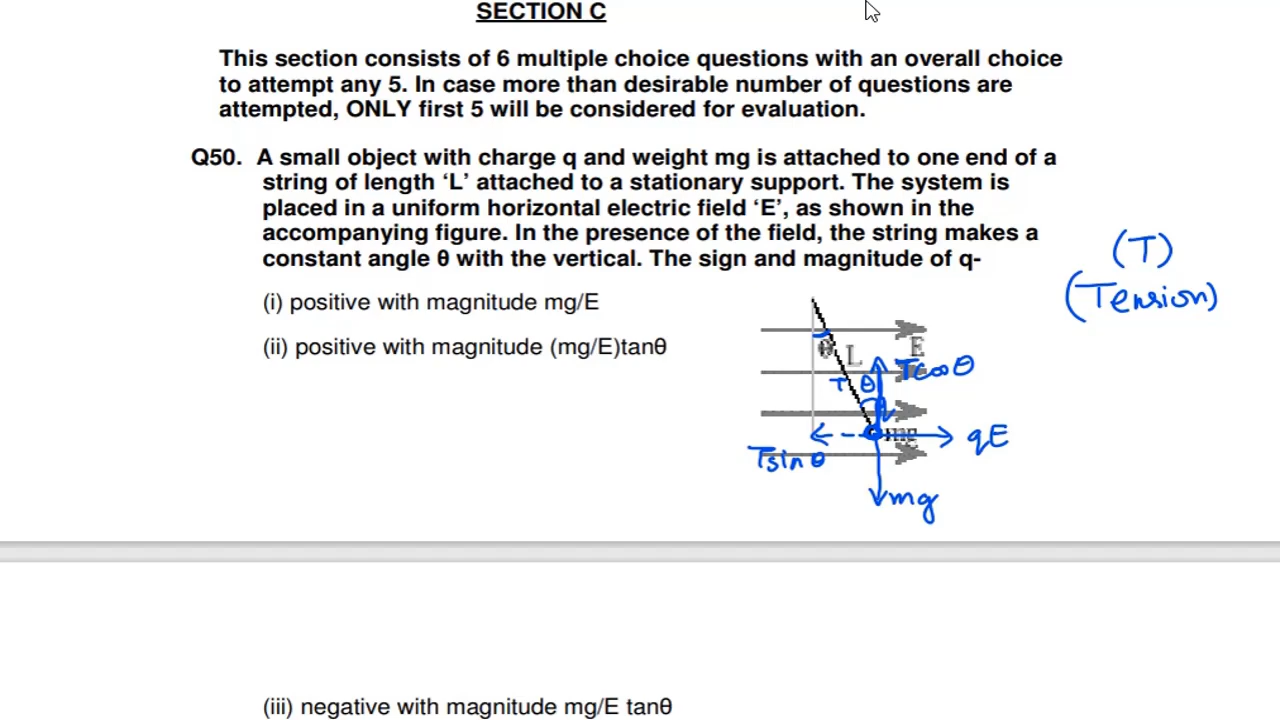 SECTION C
This section consists of 6 multiple choice questions with an overall choice
to attempt any 5. In case more than desirable number of questions are
attempted, ONLY first 5 will be considered for evaluation.
Q50. A small object with charge q and weight mg is attached to one end of a
string of length ‘L’ attached to a stationary support. The system is
placed in a uniform horizontal electric field ‘E’, as shown in the
accompanying figure. In the presence of the field, the string makes a
constant angle θ with the vertical. The sign and magnitude of q-
(T)
(Tension)
(i) positive with magnitude mg/E
(ii) positive with magnitude (mg/E)tanθ
θ L E
T θ Tcosθ
qE
Tsinθ
mg
(iii) negative with magnitude mg/E tanθ